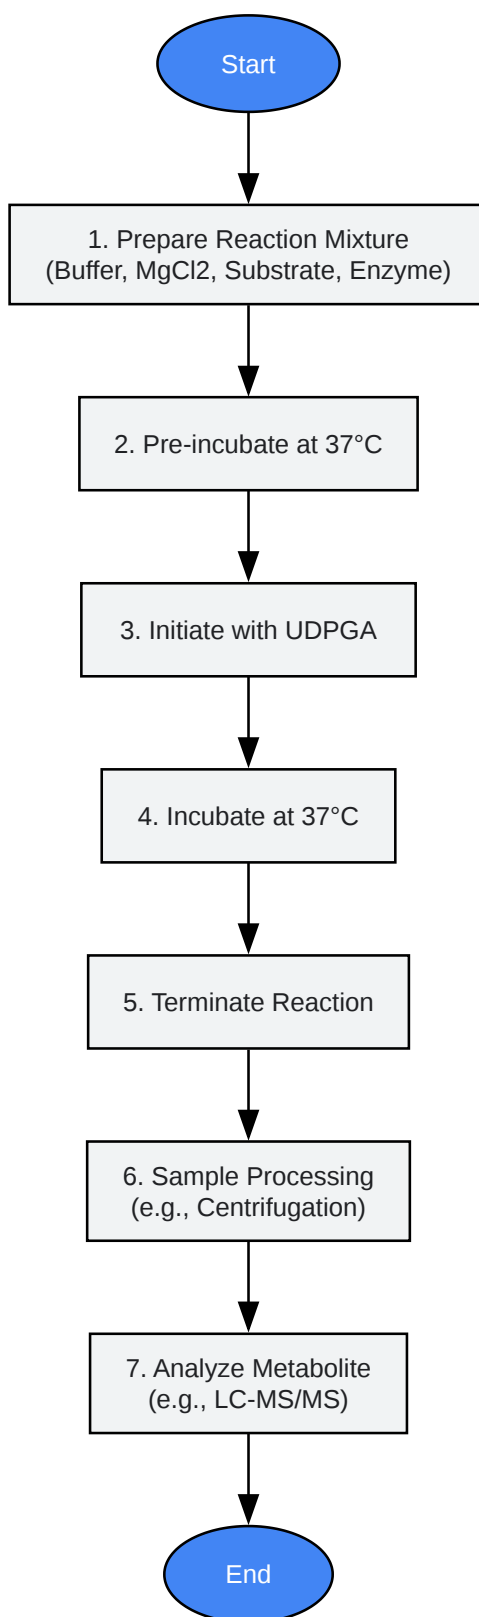 Start
1. Prepare Reaction Mixture
(Buffer, MgCl2, Substrate, Enzyme)
2. Pre-incubate at 37°C
3. Initiate with UDPGA
4. Incubate at 37°C
5. Terminate Reaction
6. Sample Processing
(e.g., Centrifugation)
7. Analyze Metabolite
(e.g., LC-MS/MS)
End